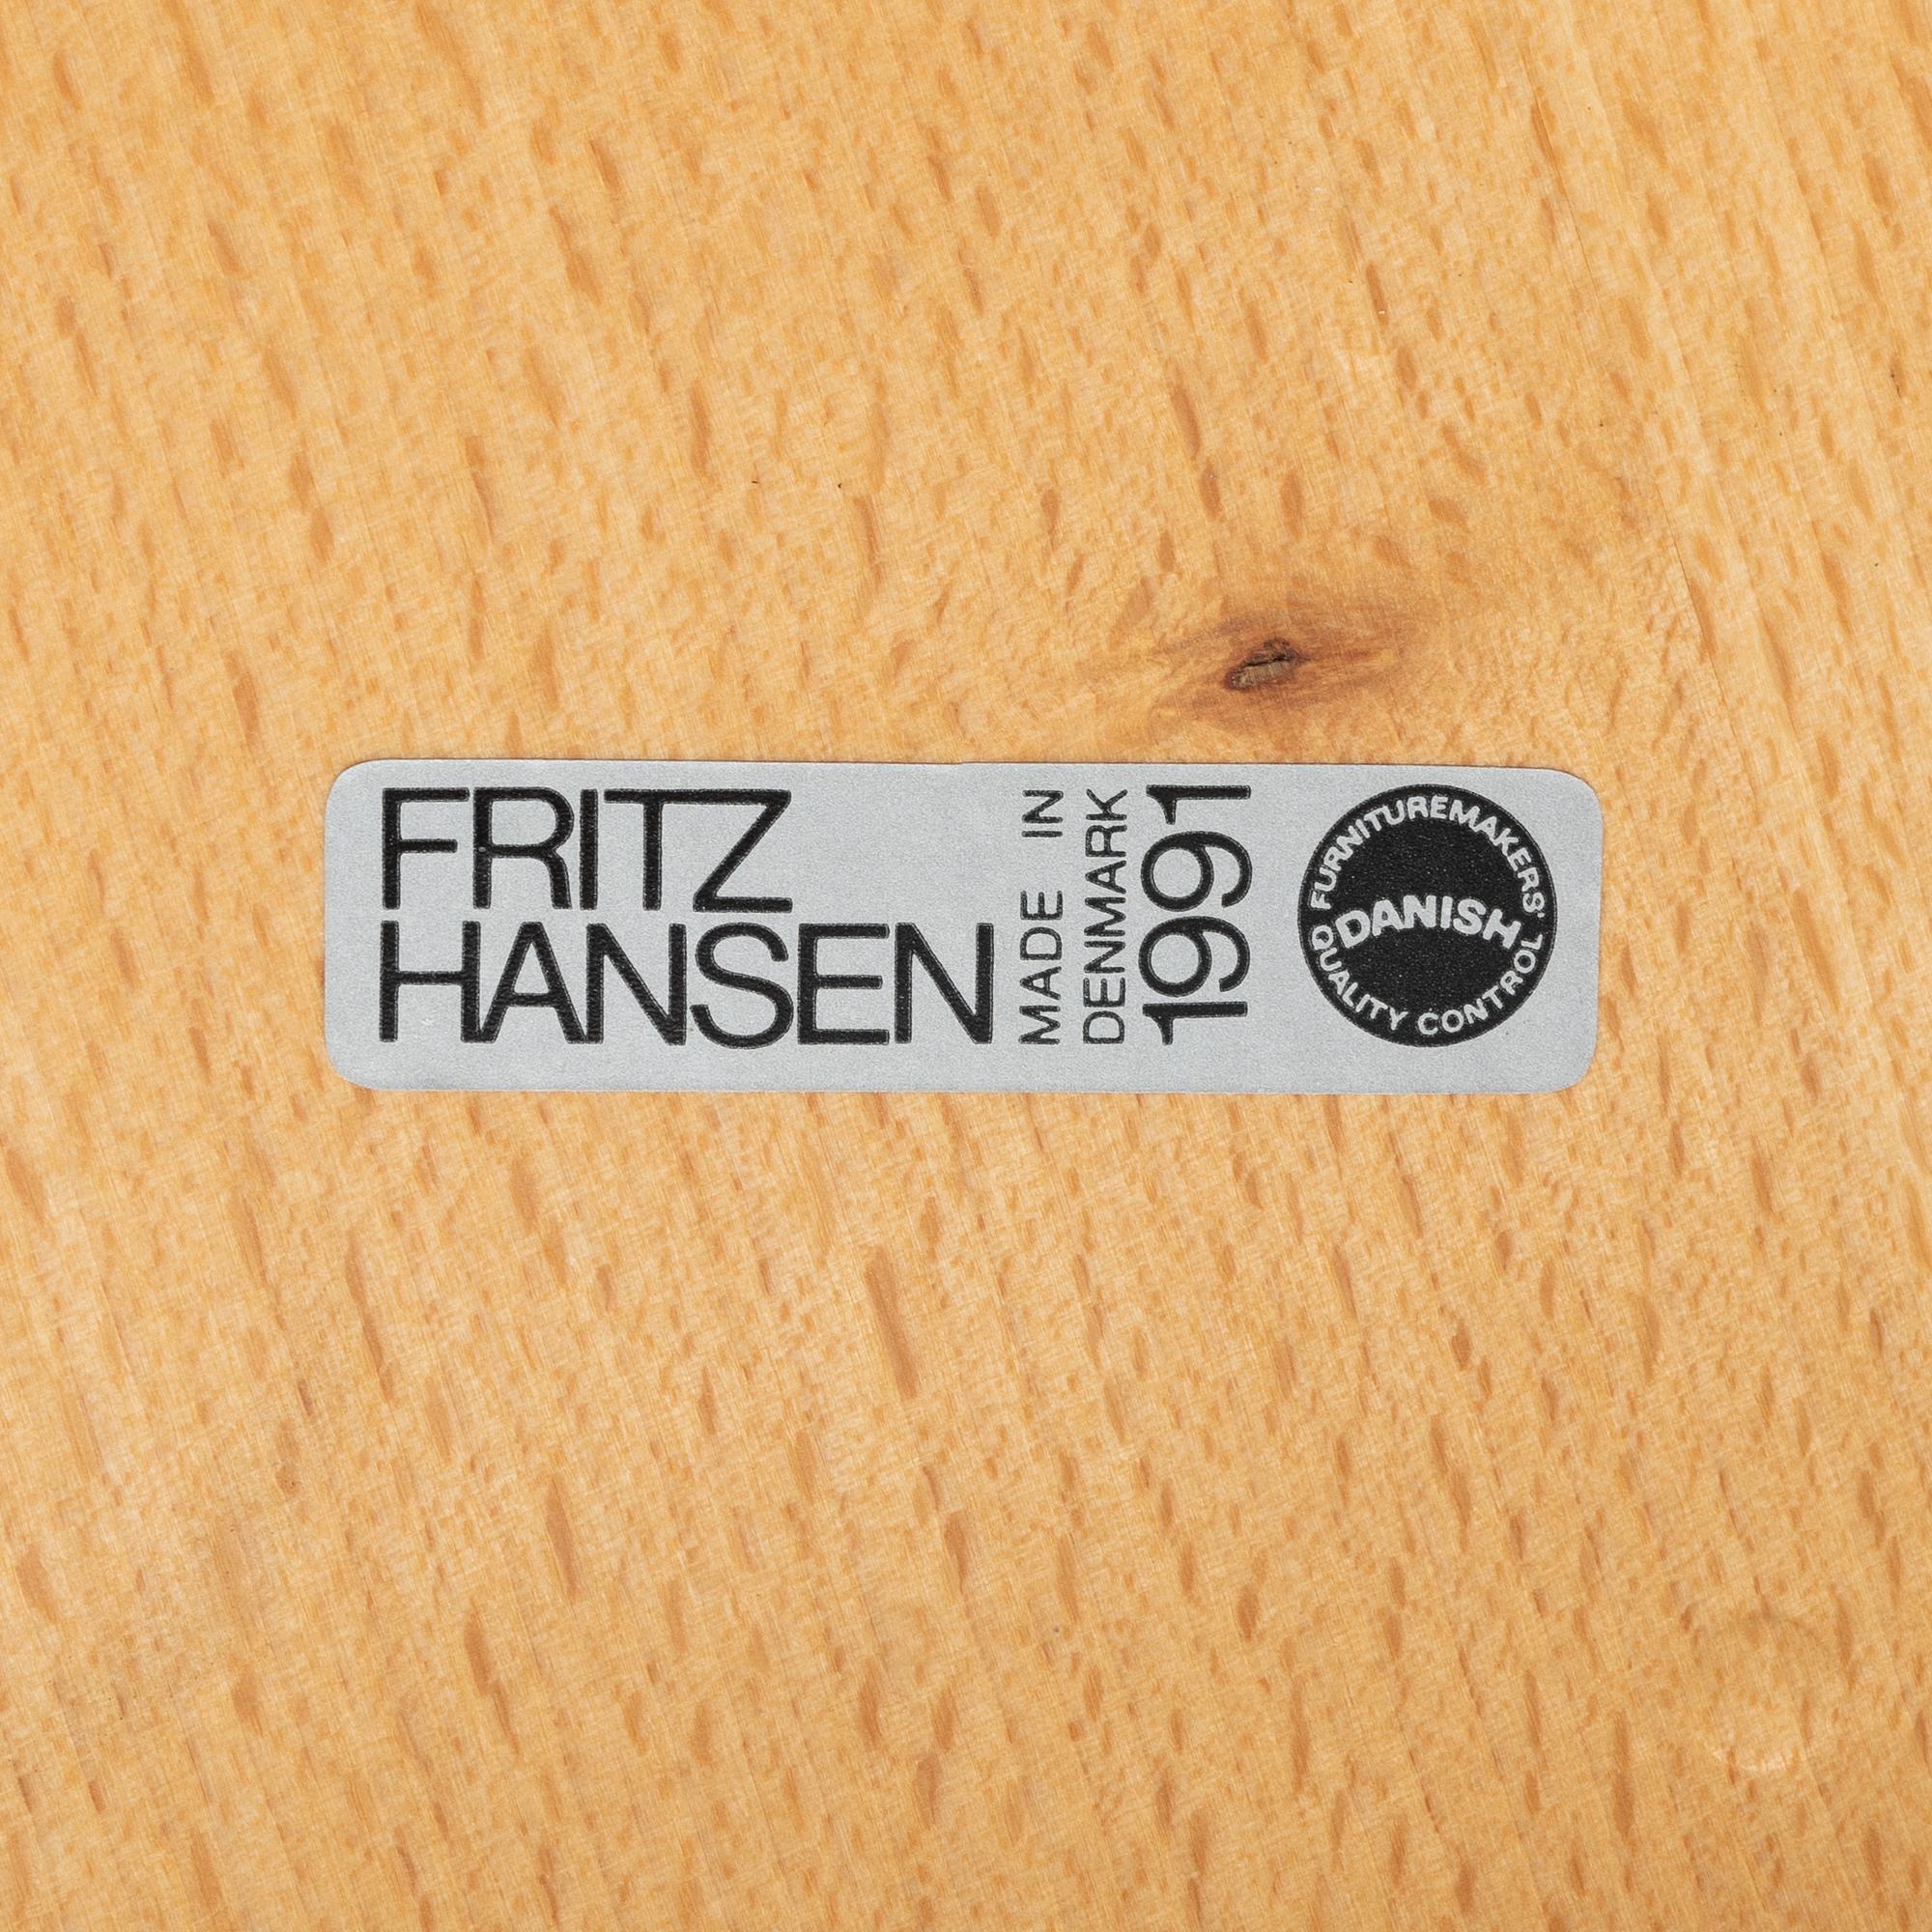 FRITZ
HANSEN
MADE IN
DENMARK
1991
FURNITUREMAKERS'
DANISH
QUALITY CONTROL